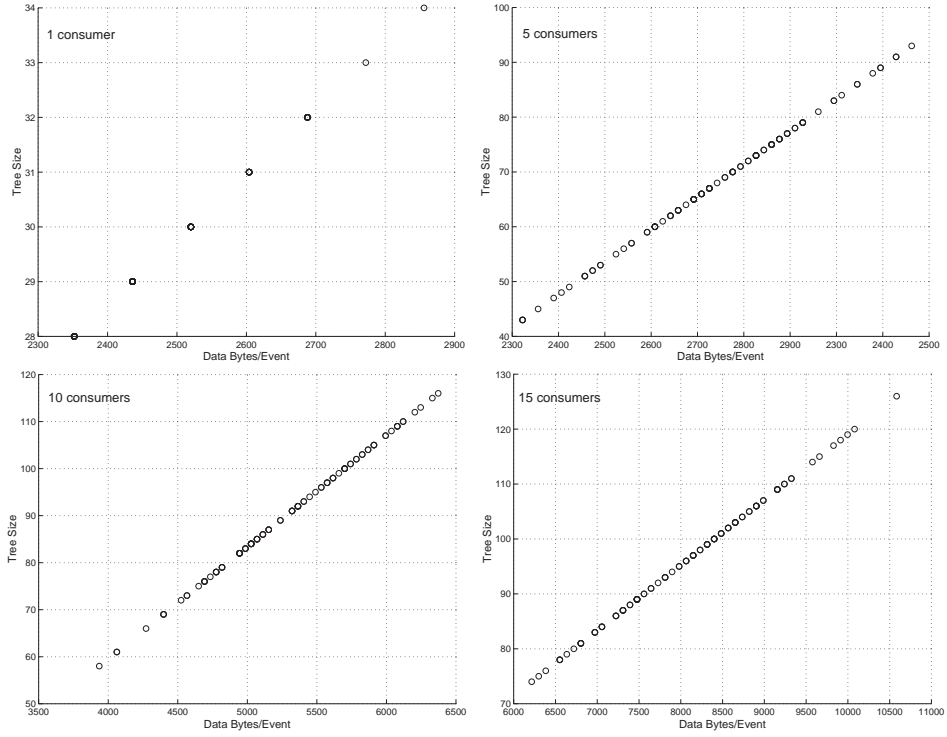 1 consumer
34
33
32
31
30
29
28
Tree Size
2300 2400 2500 2600 2700 2800 2900
Data Bytes/Event
5 consumers
100
90
80
70
60
50
40
Tree Size
2300 2400 2500 2600 2700 2800 2900 2300 2400 2500
Data Bytes/Event
10 consumers
120
110
100
90
80
70
60
50
Tree Size
3500 4000 4500 5000 5500 6000 6500
Data Bytes/Event
15 consumers
130
120
110
100
90
80
70
Tree Size
6000 6500 7000 7500 8000 8500 9000 9500 10000 10500 11000
Data Bytes/Event